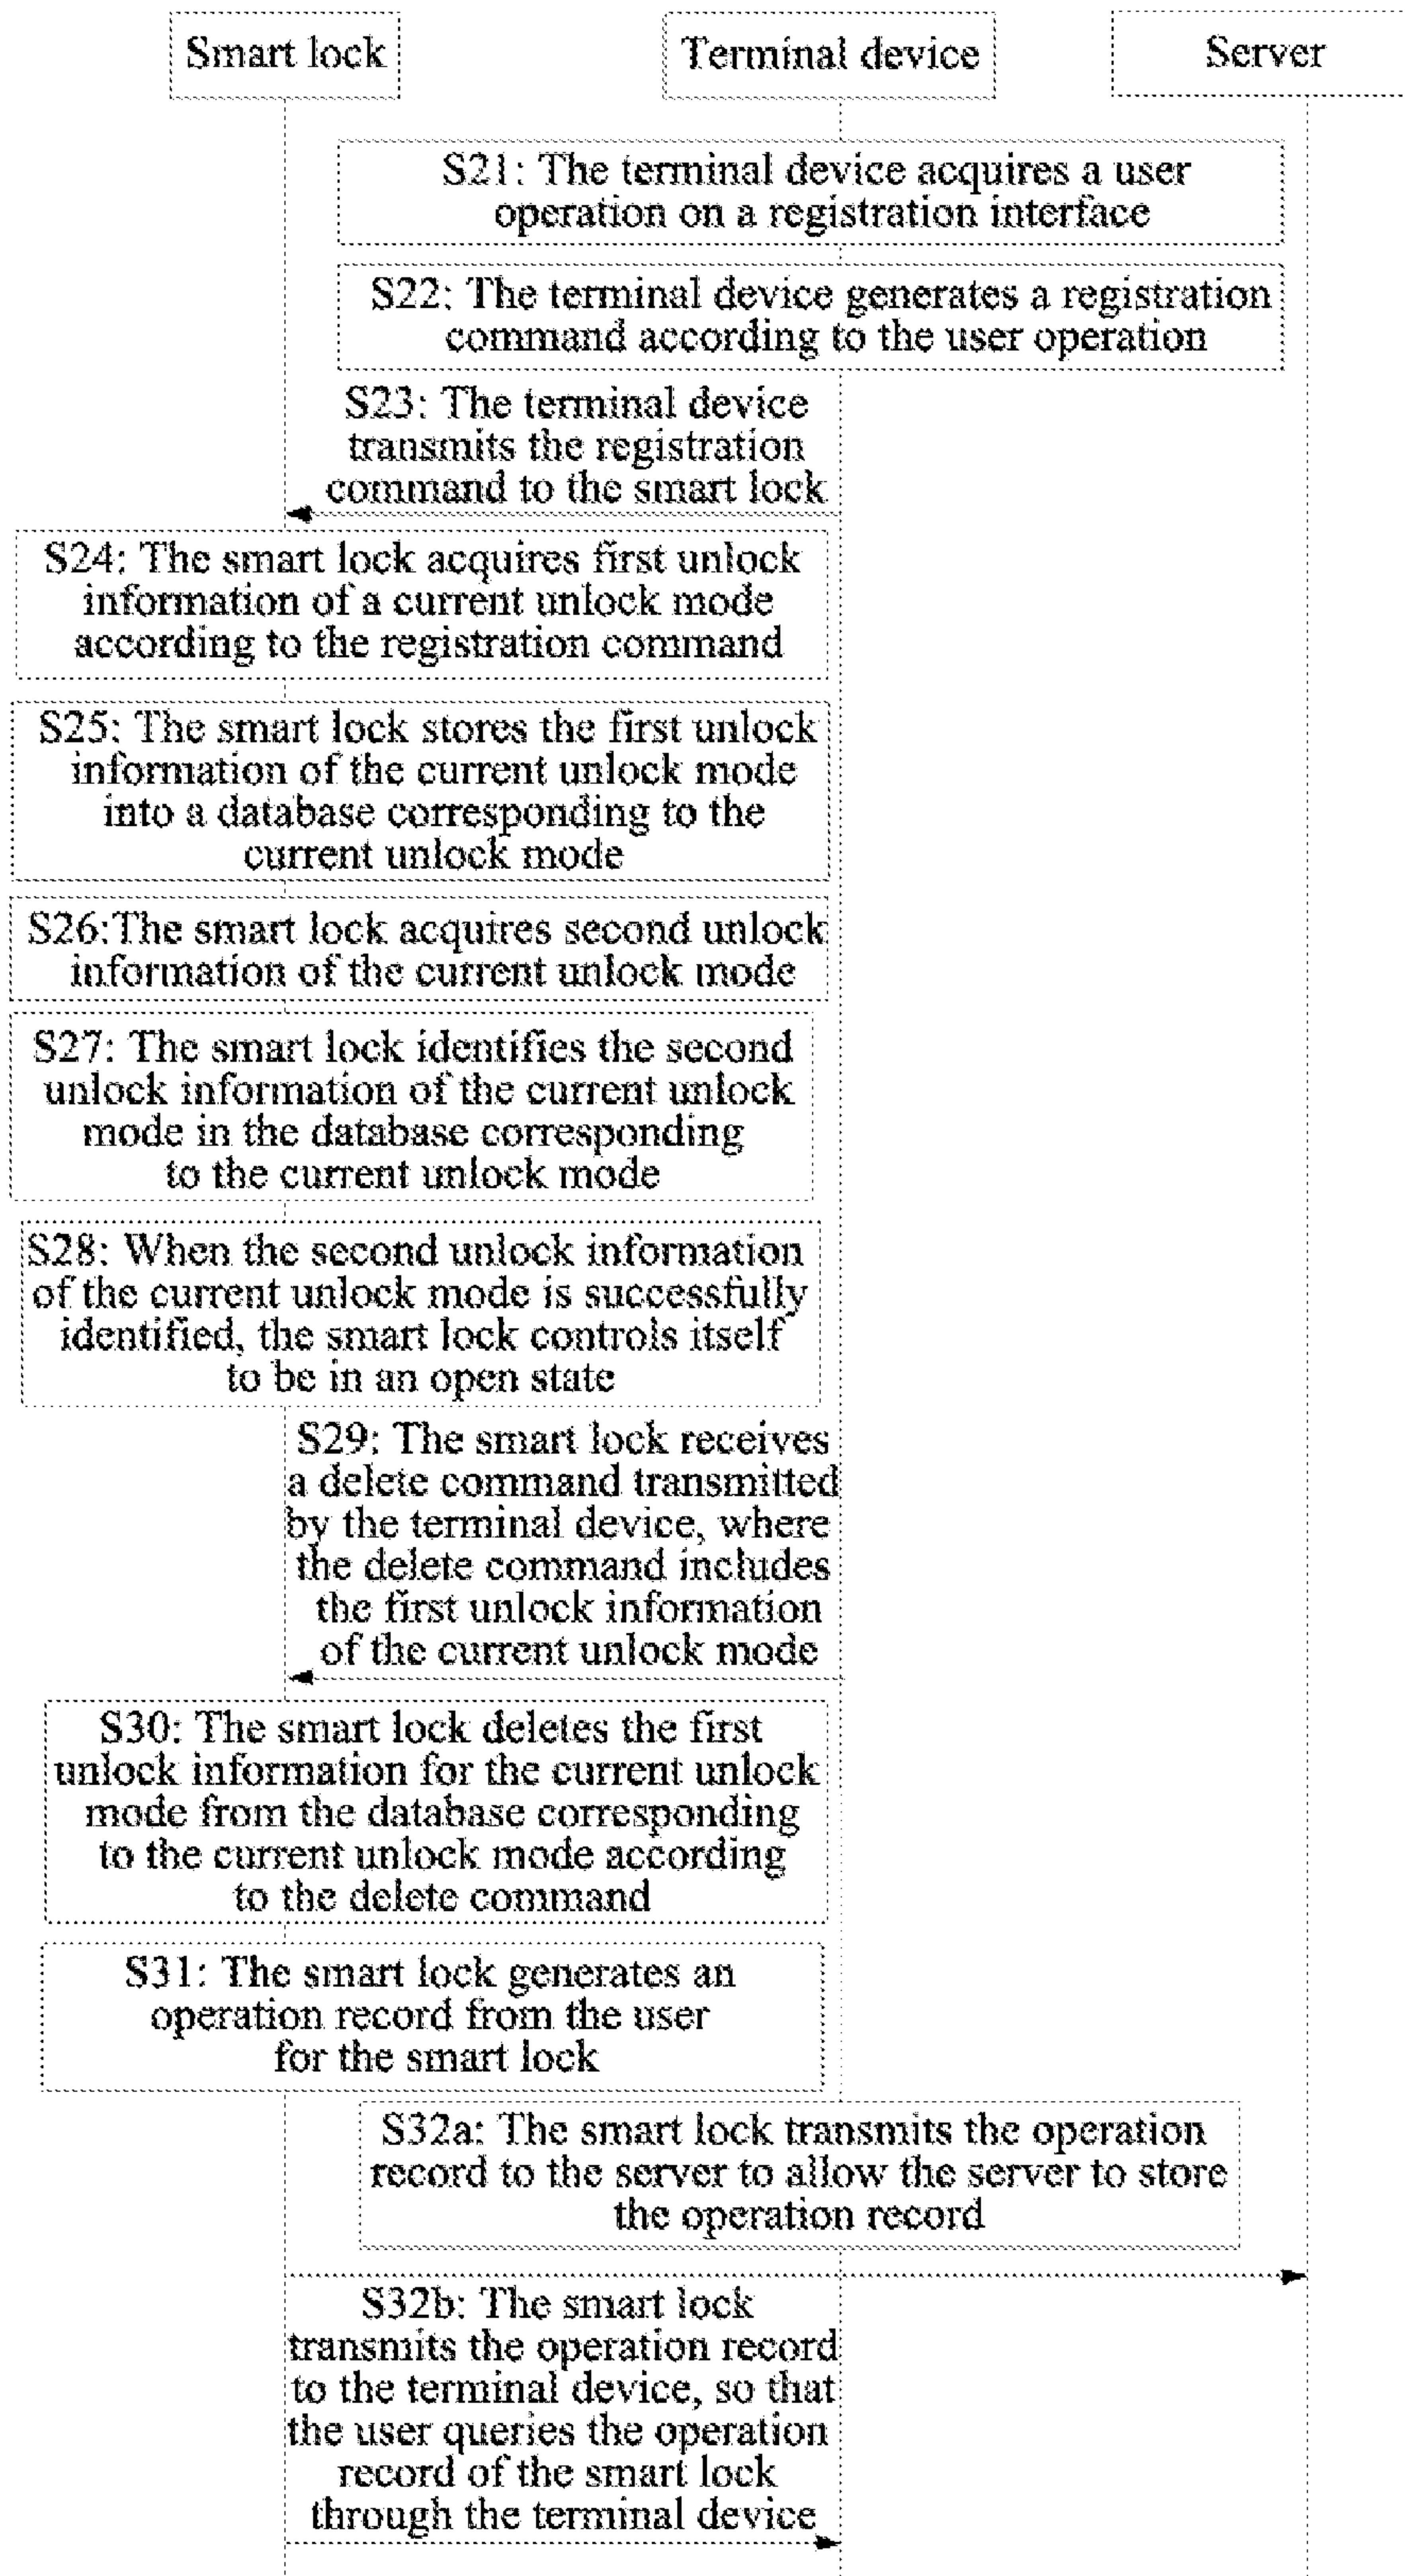 Smart lock
Terminal device
Server
S21: The terminal device acquires a user
operation on a registration interface
S22: The terminal device generates a registration
command according to the user operation
S23: The terminal device
transmits the registration
command to the smart lock
S24: The smart lock acquires first unlock
information of a current unlock mode
according to the registration command
S25: The smart lock stores the first unlock
information of the current unlock mode
into a database corresponding to the
current unlock mode
S26:The smart lock acquires second unlock
information of the current unlock mode
S27: The smart lock identifies the second
unlock information of the current unlock
mode in the database corresponding
to the current unlock mode
S28: When the second unlock information
of the current unlock mode is successfully
identified, the smart lock controls itself
to be in an open state
S29: The smart lock receives
a delete command transmitted
by the terminal device, where
the delete command includes
the first unlock information
of the current unlock mode
S30: The smart lock deletes the first
unlock information for the current unlock
mode from the database corresponding
to the current unlock mode according
to the delete command
S31: The smart lock generates an
operation record from the user
for the smart lock
S32a: The smart lock transmits the operation
record to the server to allow the server to store
the operation record
S32b: The smart lock
transmits the operation record
to the terminal device, so that
the user queries the operation
record of the smart lock
through the terminal device